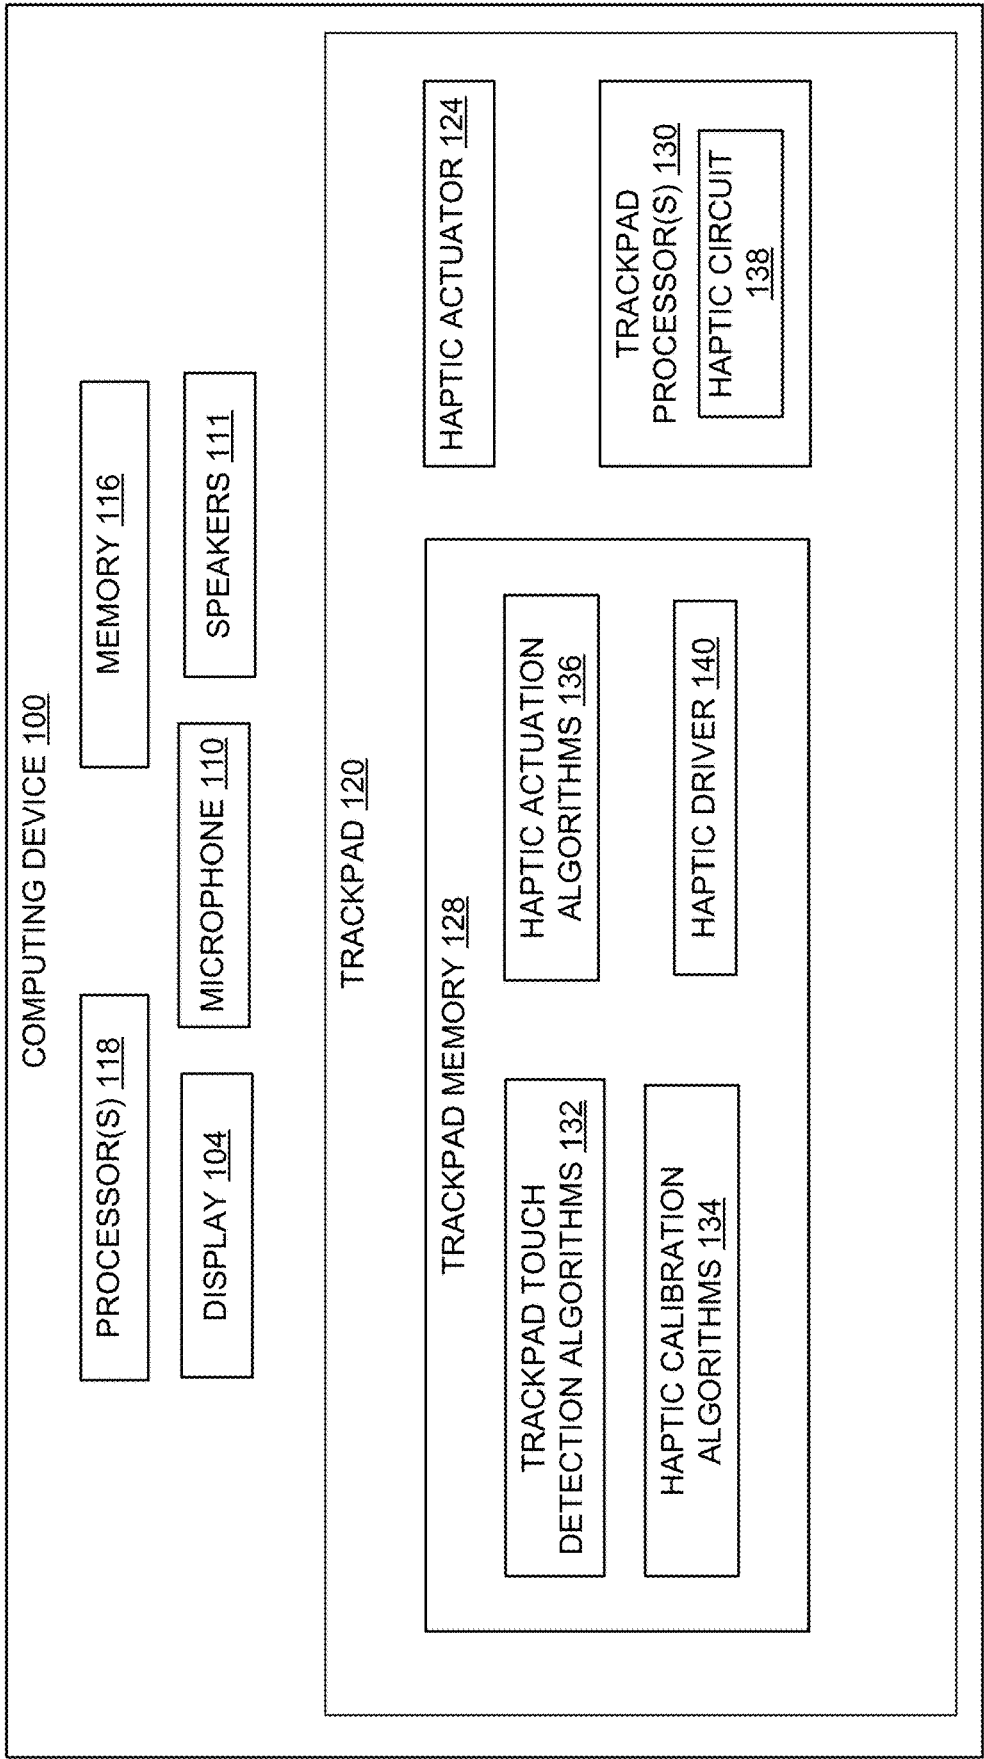 COMPUTING DEVICE 100
PROCESSOR(S) 118
MEMORY 116
DISPLAY 104
MICROPHONE 110
SPEAKERS 111
TRACKPAD 120
TRACKPAD MEMORY 128
TRACKPAD TOUCH
DETECTION ALGORITHMS 132
HAPTIC ACTUATION
ALGORITHMS 136
HAPTIC CALIBRATION
ALGORITHMS 134
HAPTIC DRIVER 140
HAPTIC ACTUATOR 124
TRACKPAD
PROCESSOR(S) 130
HAPTIC CIRCUIT
138